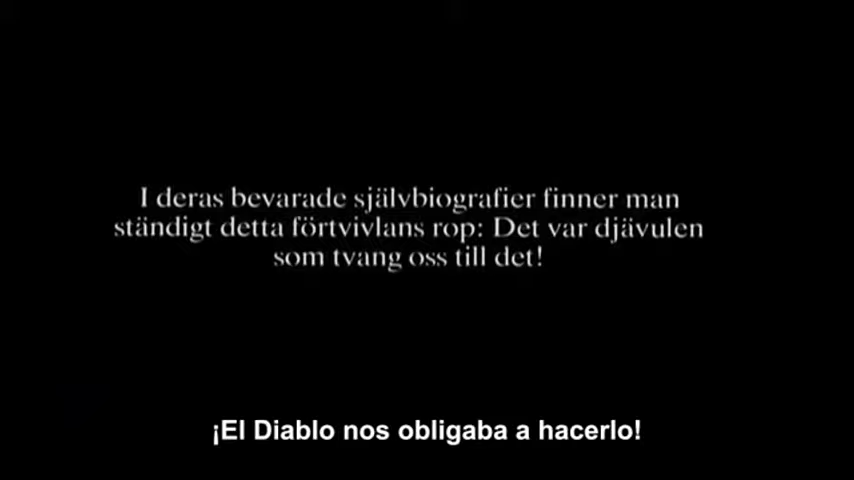 I deras bevarade självbiografier finner man
ständigt detta förtvivlans rop: Det var djävulen
som tvang oss till det!
¡El Diablo nos obligaba a hacerlo!